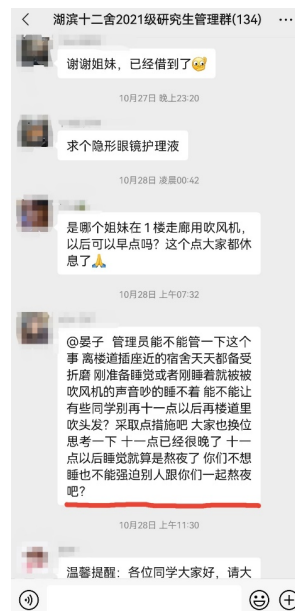 湖滨十二舍2021级研究生管理群(134)
谢谢姐妹，已经借到了
10月27日 晚上23:20
求个隐形眼镜护理液
10月28日 凌晨00:42
是哪个姐妹在1楼走廊用吹风机，
以后可以早点吗？这个点大家都休
息了🙏
10月28日 上午07:32
@晏子 管理员能不能管一下这个
事 离楼道插座近的宿舍天天都备受
折磨 刚准备睡觉或者刚睡着就被被
吹风机的声音吵的睡不着 能不能让
有些同学别再十一点以后再楼道里
吹头发？采取点措施吧 大家也换位
思考一下 十一点已经很晚了 十一
点以后睡觉就算是熬夜了 你们不想
睡也不能强迫别人跟你们一起熬夜
吧？
10月28日 上午11:30
温馨提醒：各位同学大家好，请大